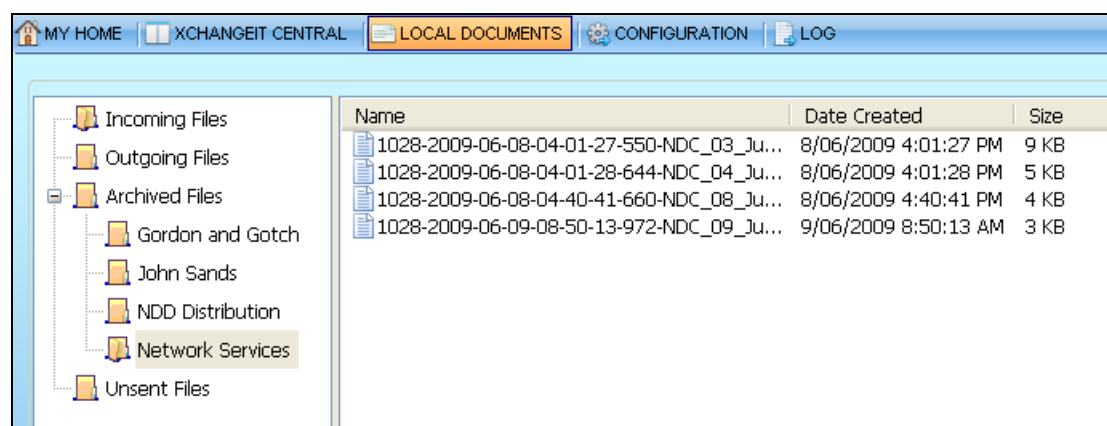 MY HOME XCHANGEIT CENTRAL LOCAL DOCUMENTS CONFIGURATION LOG
Incoming Files
Outgoing Files
Archived Files
Gordon and Gotch
John Sands
NDD Distribution
Network Services
Unsent Files
Name Date Created Size
1028-2009-06-08-04-01-27-550-NDC_03_Ju... 8/06/2009 4:01:27 PM 9 KB
1028-2009-06-08-04-01-28-644-NDC_04_Ju... 8/06/2009 4:01:28 PM 5 KB
1028-2009-06-08-04-40-41-660-NDC_08_Ju... 8/06/2009 4:40:41 PM 4 KB
1028-2009-06-09-08-50-13-972-NDC_09_Ju... 9/06/2009 8:50:13 AM 3 KB